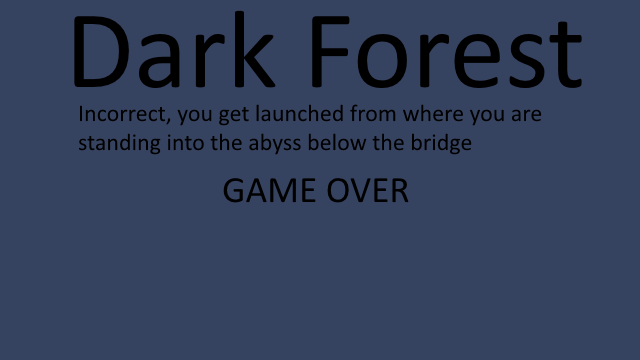 Dark Forest
Incorrect, you get launched from where you are
standing into the abyss below the bridge
GAME OVER